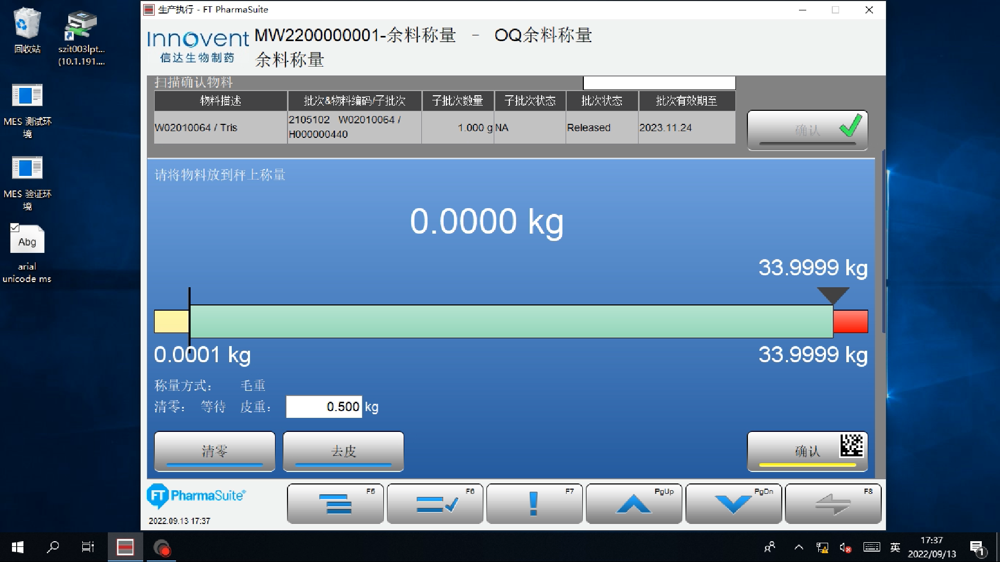 生产执行 - FT PharmaSuite
回收站
szit003lpt...
(10.1.191....
MES 测试环
境
MES 验证环
境
Abg
arial
unicode ms
Innovent
信达生物制药
MW2200000001-余料称量 - OQ余料称量
余料称量
扫描确认物料
物料描述 批次&物料编码/子批次 子批次数量 子批次状态 批次状态 批次有效期至
W02010064 / Tris 2105102 W02010064 / H000000440 1.000 g NA Released 2023.11.24
确认
请将物料放到秤上称量
0.0000 kg
33.9999 kg
0.0001 kg 33.9999 kg
称量方式： 毛重
清零： 等待 皮重： 0.500 kg
清零 去皮 确认
FT PharmaSuite®
2022.09.13 17:37
F5 F6 F7 PgUp PgDn F8
英
17:37
2022/09/13
1